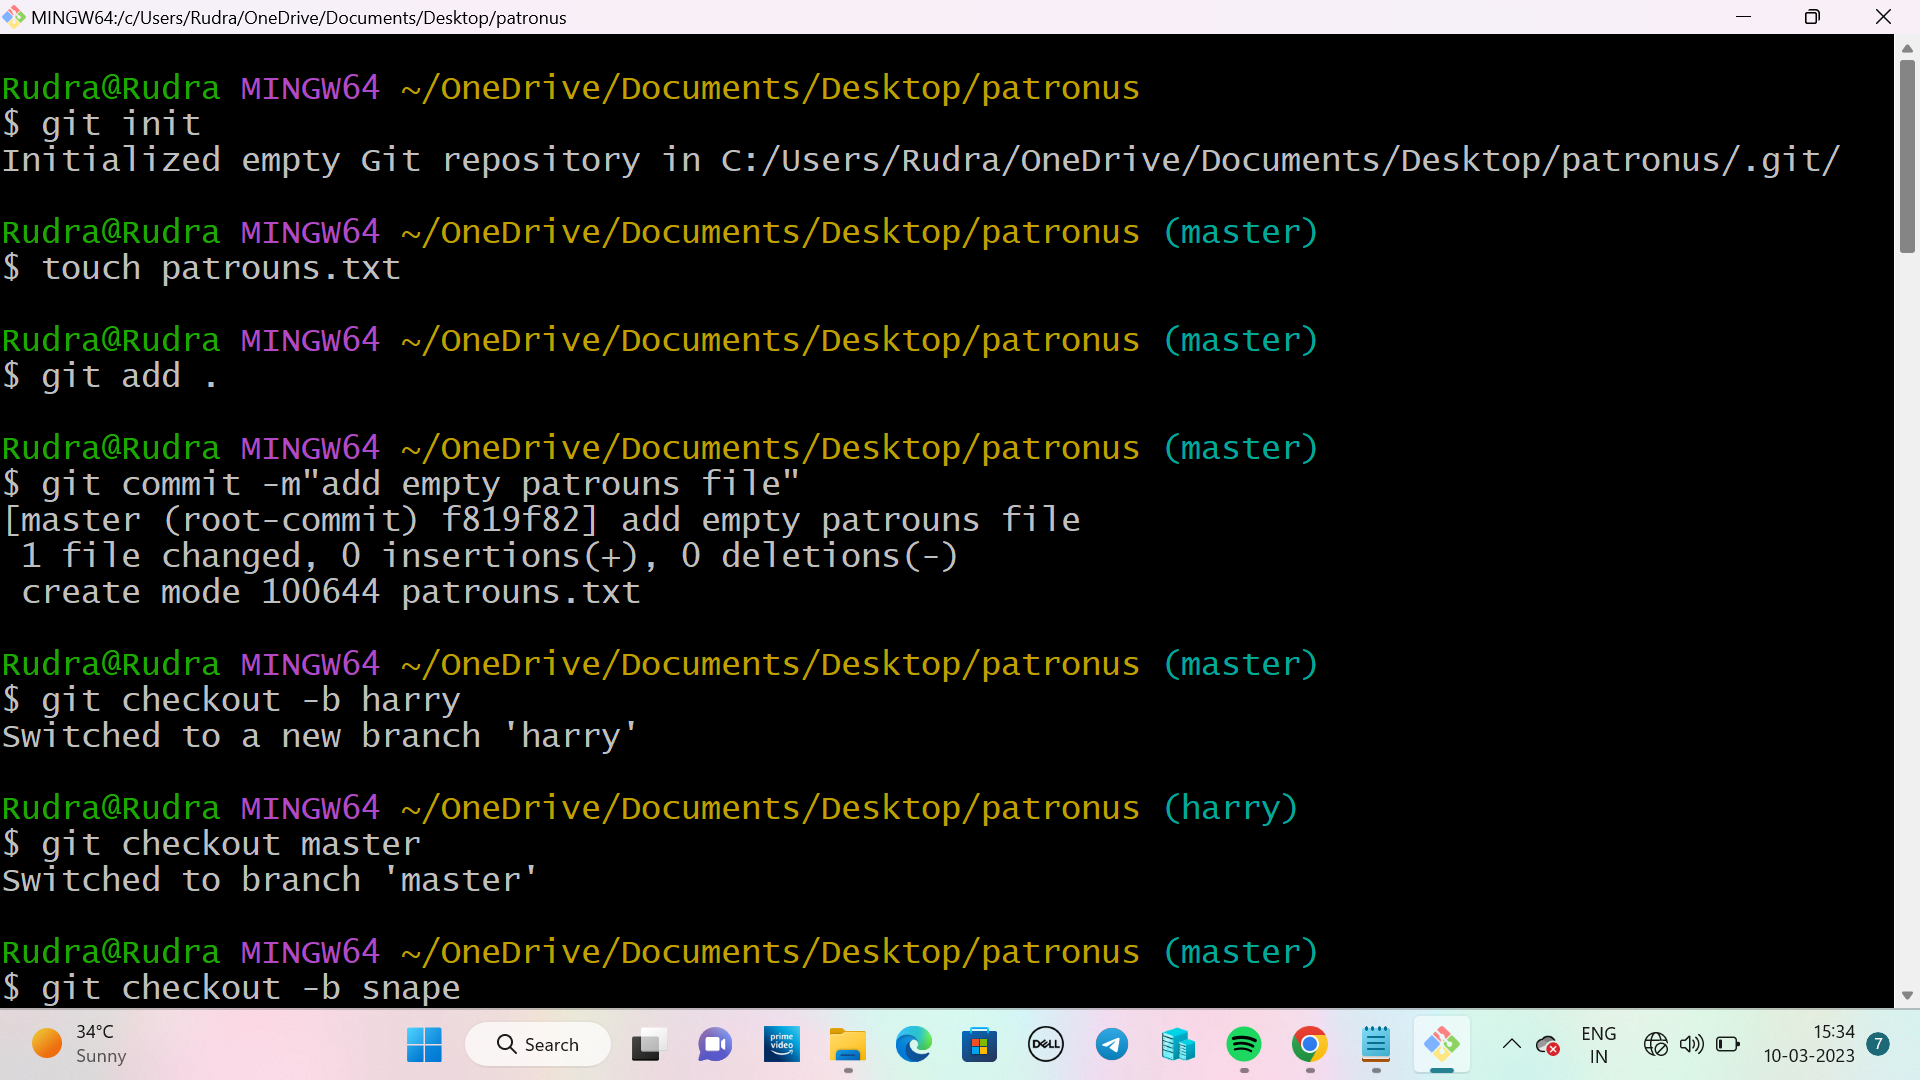 MINGW64:/c/Users/Rudra/OneDrive/Documents/Desktop/patronus
Rudra@Rudra MINGW64 ~/OneDrive/Documents/Desktop/patronus
$ git init
Initialized empty Git repository in C:/Users/Rudra/OneDrive/Documents/Desktop/patronus/.git/
Rudra@Rudra MINGW64 ~/OneDrive/Documents/Desktop/patronus (master)
$ touch patrouns.txt
Rudra@Rudra MINGW64 ~/OneDrive/Documents/Desktop/patronus (master)
$ git add .
Rudra@Rudra MINGW64 ~/OneDrive/Documents/Desktop/patronus (master)
$ git commit -m"add empty patrouns file"
[master (root-commit) f819f82] add empty patrouns file
 1 file changed, 0 insertions(+), 0 deletions(-)
 create mode 100644 patrouns.txt
Rudra@Rudra MINGW64 ~/OneDrive/Documents/Desktop/patronus (master)
$ git checkout -b harry
Switched to a new branch 'harry'
Rudra@Rudra MINGW64 ~/OneDrive/Documents/Desktop/patronus (harry)
$ git checkout master
Switched to branch 'master'
Rudra@Rudra MINGW64 ~/OneDrive/Documents/Desktop/patronus (master)
$ git checkout -b snape
34°C
Sunny
Search
prime video
DELL
ENG
IN
15:34
10-03-2023
7